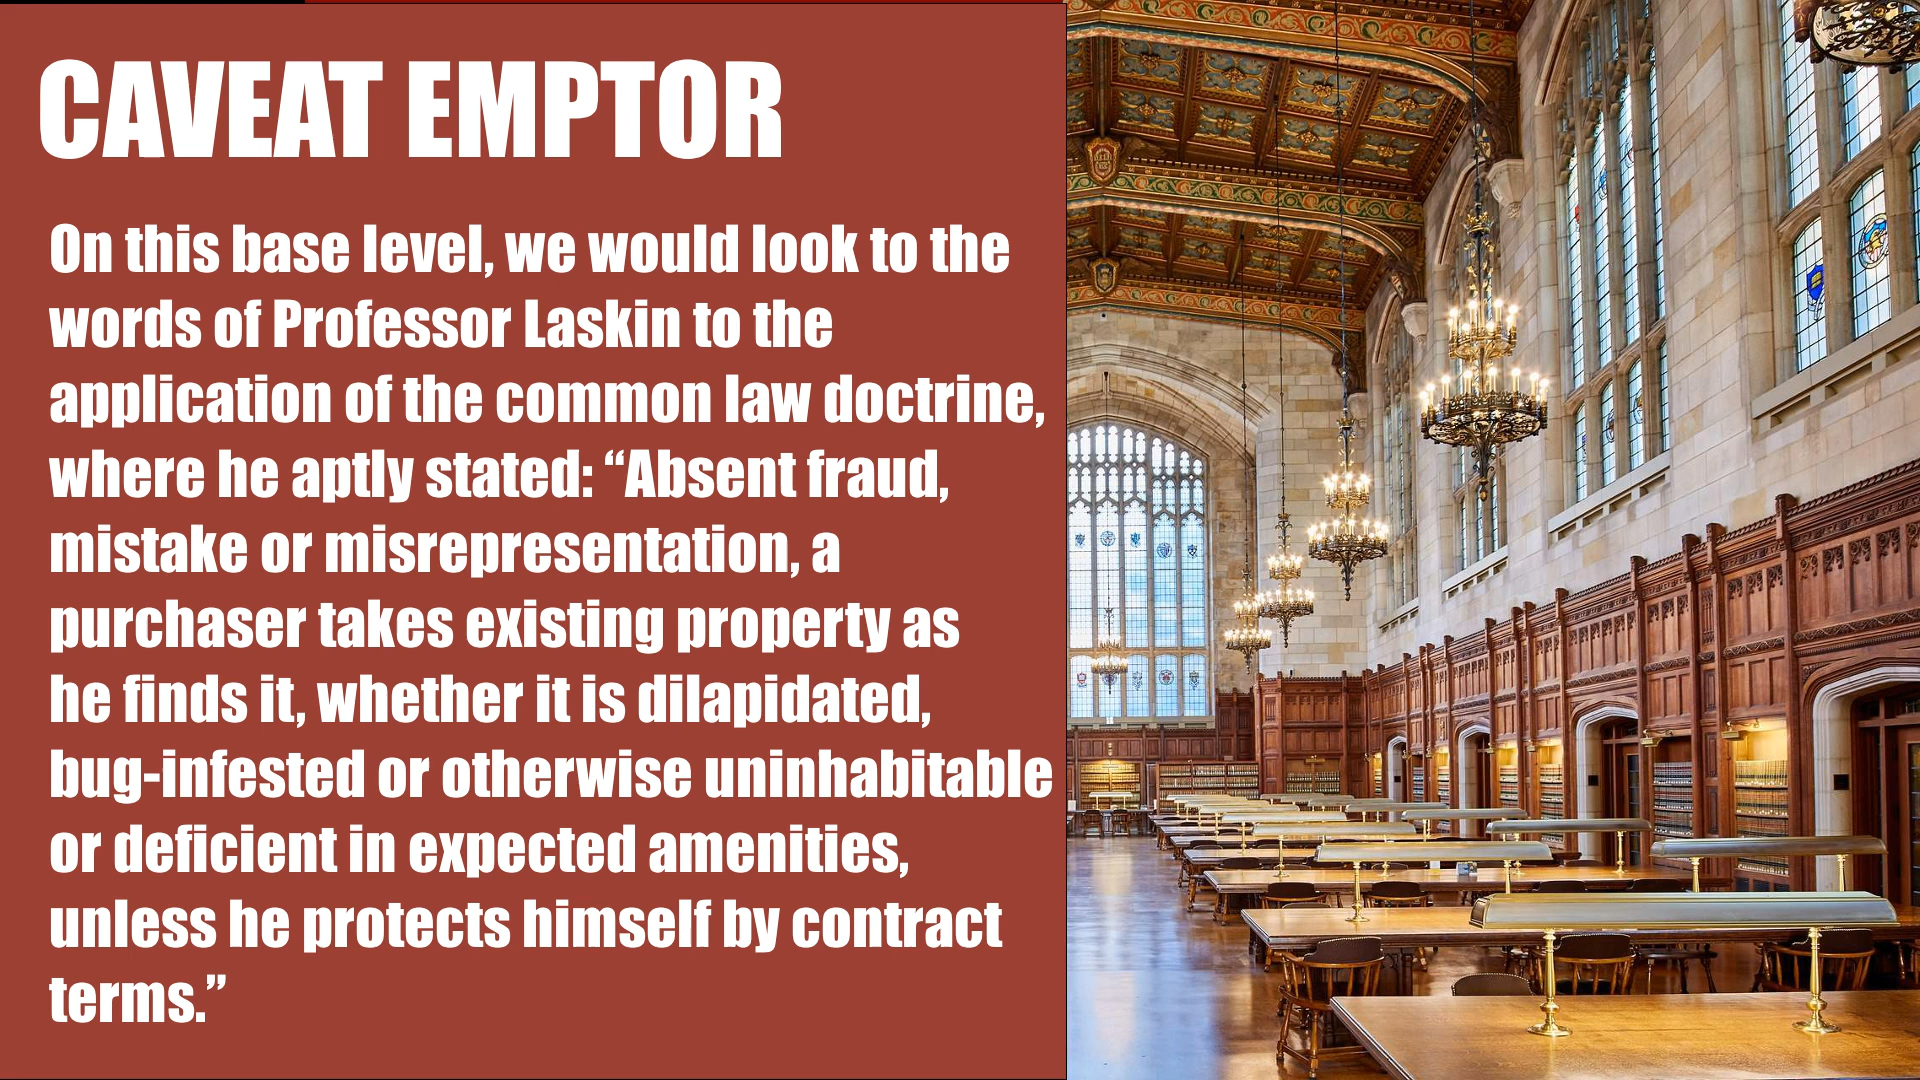 CAVEAT EMPTOR
On this base level, we would look to the
words of Professor Laskin to the
application of the common law doctrine,
where he aptly stated: “Absent fraud,
mistake or misrepresentation, a
purchaser takes existing property as
he finds it, whether it is dilapidated,
bug-infested or otherwise uninhabitable
or deficient in expected amenities,
unless he protects himself by contract
terms.”